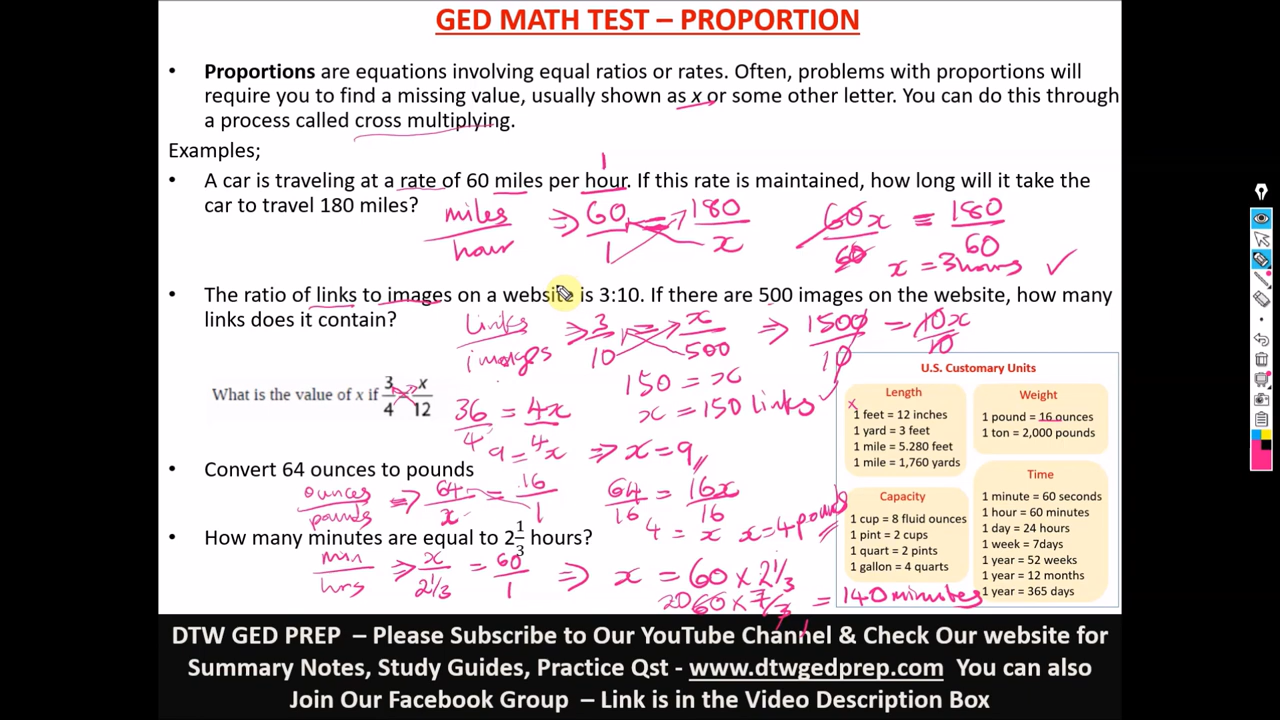 GED MATH TEST – PROPORTION
• Proportions are equations involving equal ratios or rates. Often, problems with proportions will
require you to find a missing value, usually shown as x or some other letter. You can do this through
a process called cross multiplying.
Examples;
1
• A car is traveling at a rate of 60 miles per hour. If this rate is maintained, how long will it take the
car to travel 180 miles?
miles/hour ⇒ 60/1 = 180/x
60x/60 = 180/60
x = 3 hours ✓
• The ratio of links to images on a website is 3:10. If there are 500 images on the website, how many
links does it contain?
links/images ⇒ 3/10 = x/500 ⇒ 1500/10 = 10x/10
150 = x
x = 150 links ✓
What is the value of x if 3/4 = x/12
36/4 = 4x/4
9 = x ⇒ x = 9
• Convert 64 ounces to pounds
ounces/pounds ⇒ 64/x = 16/1
64/16 = 16x/16
4 = x x = 4 pounds
• How many minutes are equal to 2 1/3 hours?
min/hrs ⇒ x/2 1/3 = 60/1 ⇒ x = 60 × 2 1/3
20 60 × 7/3 = 140 minutes
1
U.S. Customary Units
Length
x
1 feet = 12 inches
1 yard = 3 feet
1 mile = 5.280 feet
1 mile = 1,760 yards
Weight
1 pound = 16 ounces
1 ton = 2,000 pounds
Capacity
1 cup = 8 fluid ounces
1 pint = 2 cups
1 quart = 2 pints
1 gallon = 4 quarts
Time
1 minute = 60 seconds
1 hour = 60 minutes
1 day = 24 hours
1 week = 7days
1 year = 52 weeks
1 year = 12 months
1 year = 365 days
DTW GED PREP – Please Subscribe to Our YouTube Channel & Check Our website for
Summary Notes, Study Guides, Practice Qst - www.dtwgedprep.com You can also
Join Our Facebook Group – Link is in the Video Description Box